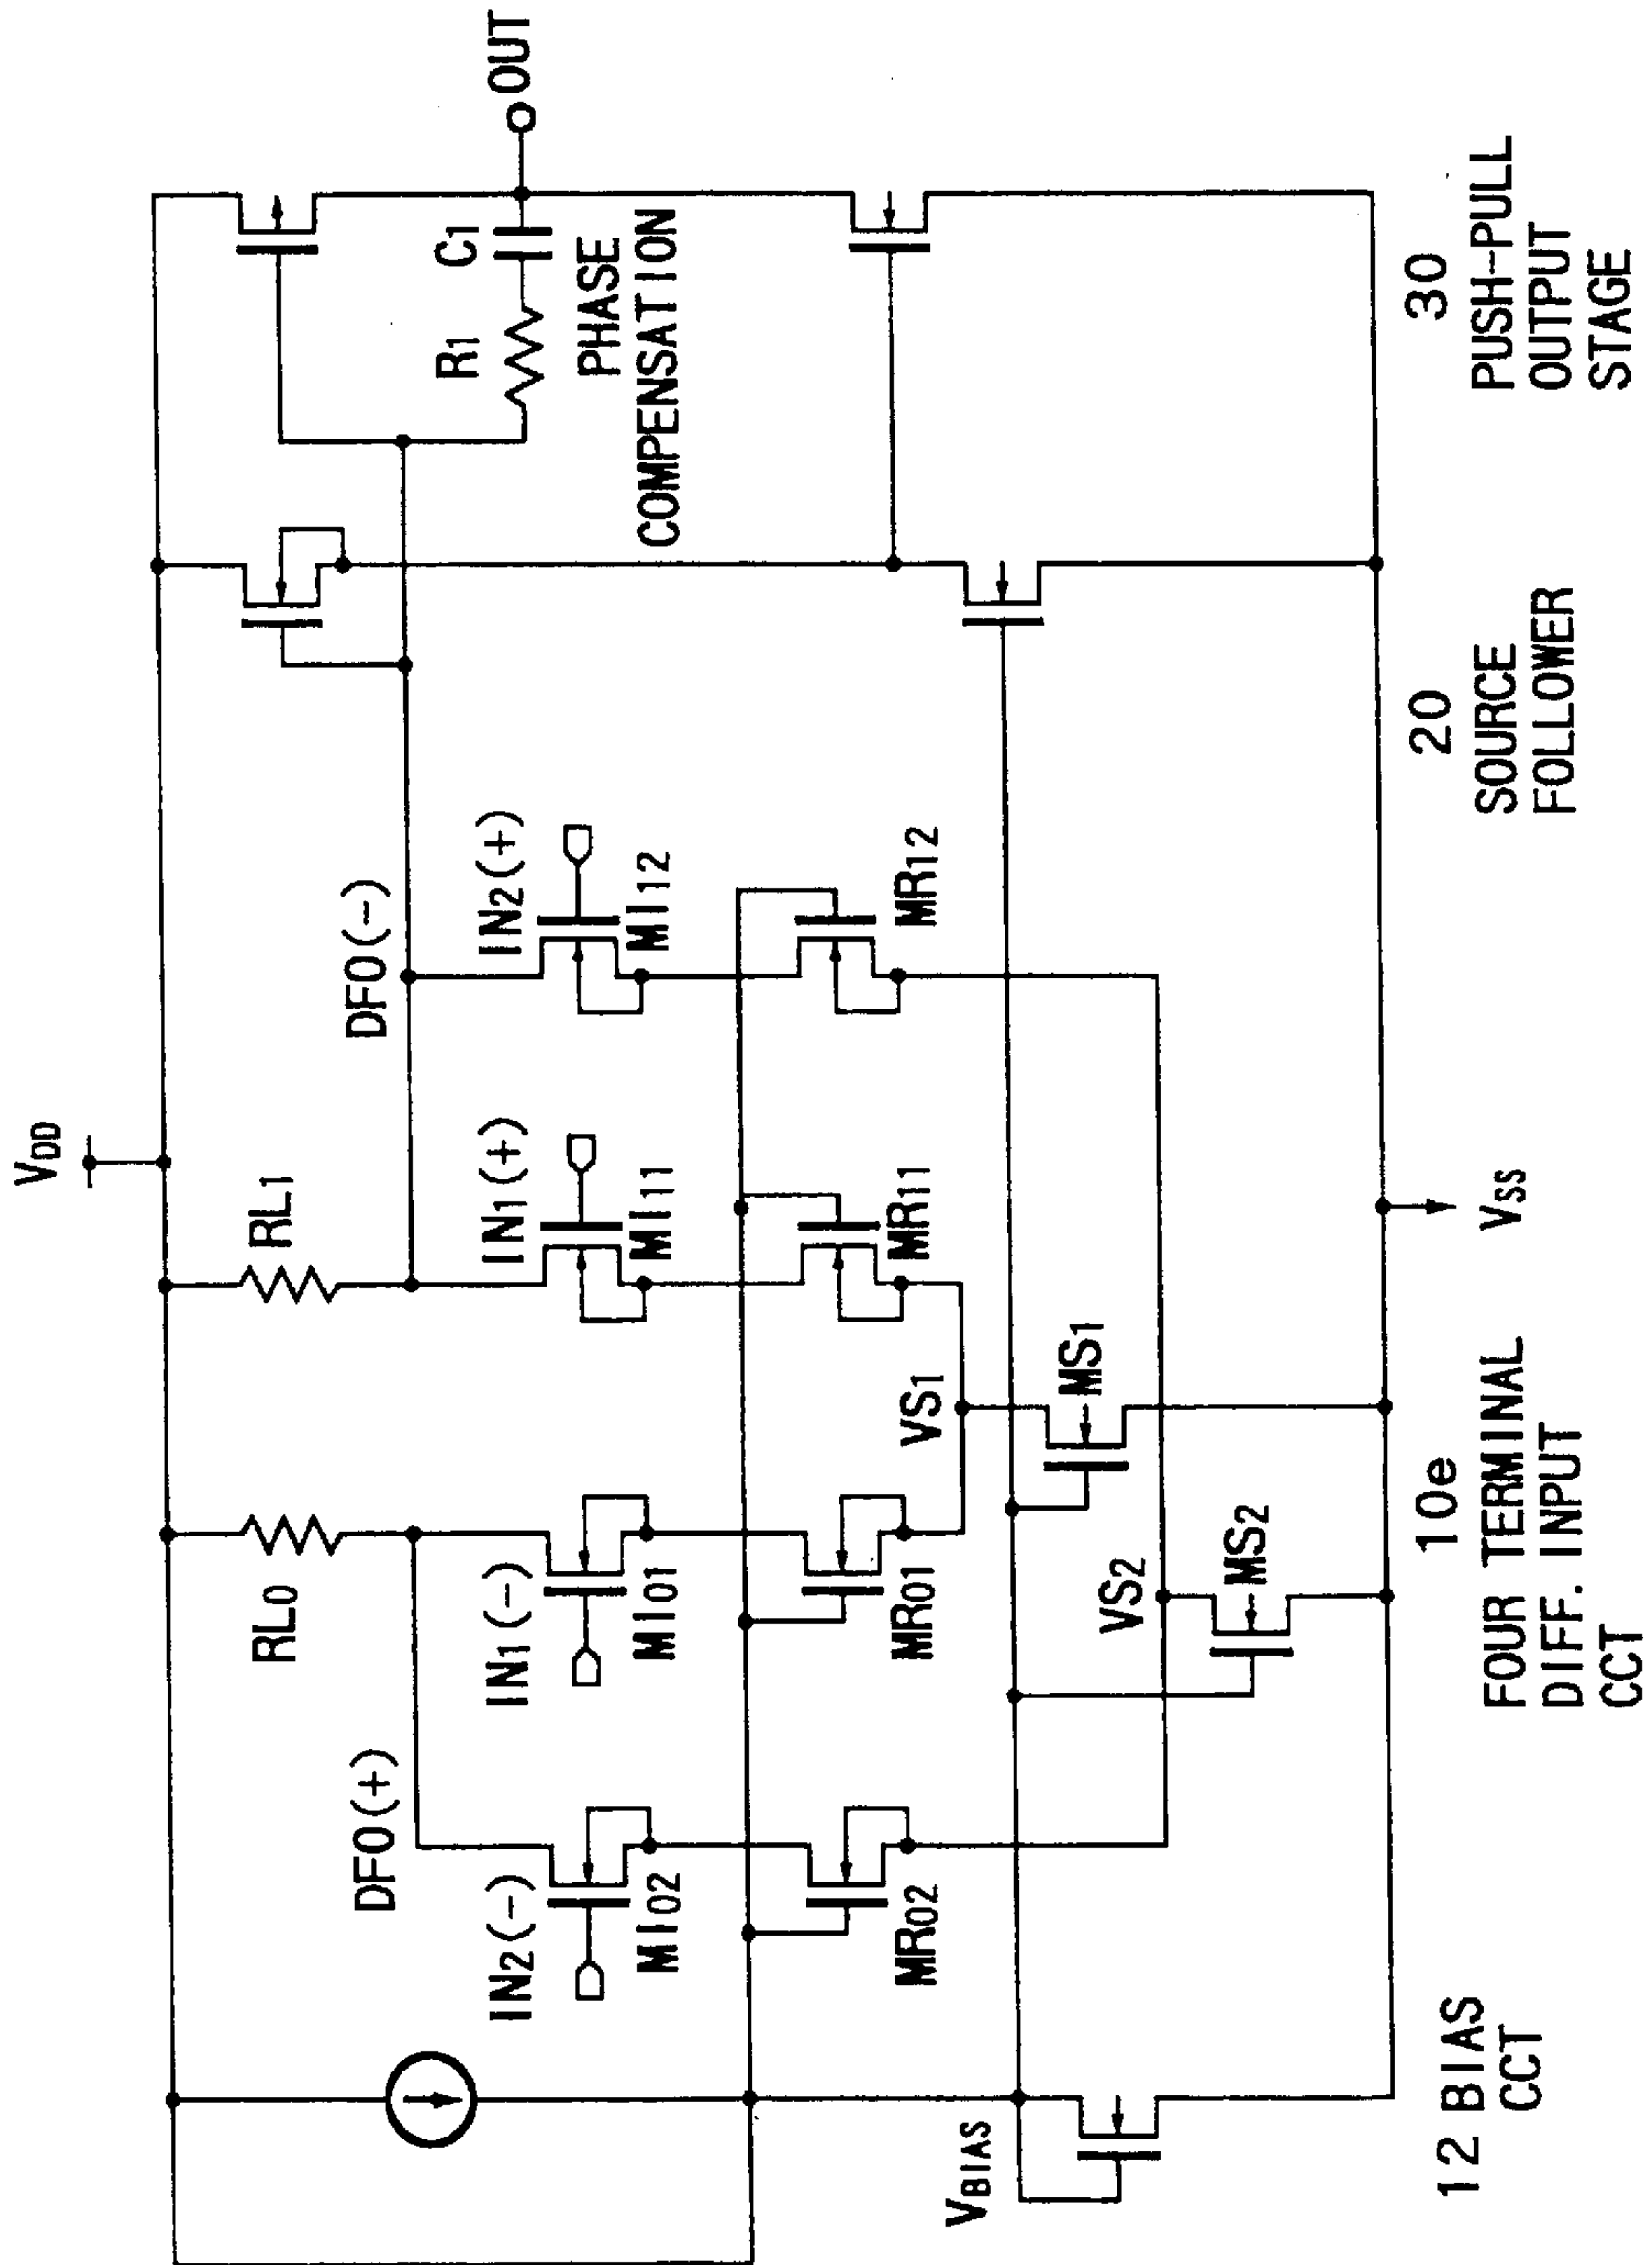 VDD
RL0
RL1
DFO(+)
DFO(-)
IN2(-)
MI02
IN1(-)
MI01
IN1(+)
MI11
IN2(+)
MI12
MR02
MR01
MR11
MR12
VBIAS
VS1
MS1
VS2
MS2
VSS
R1
C1
PHASE
COMPENSATION
OUT
12 BIAS
CCT
10e
FOUR TERMINAL
DIFF. INPUT
CCT
20
SOURCE
FOLLOWER
30
PUSH-PULL
OUTPUT
STAGE